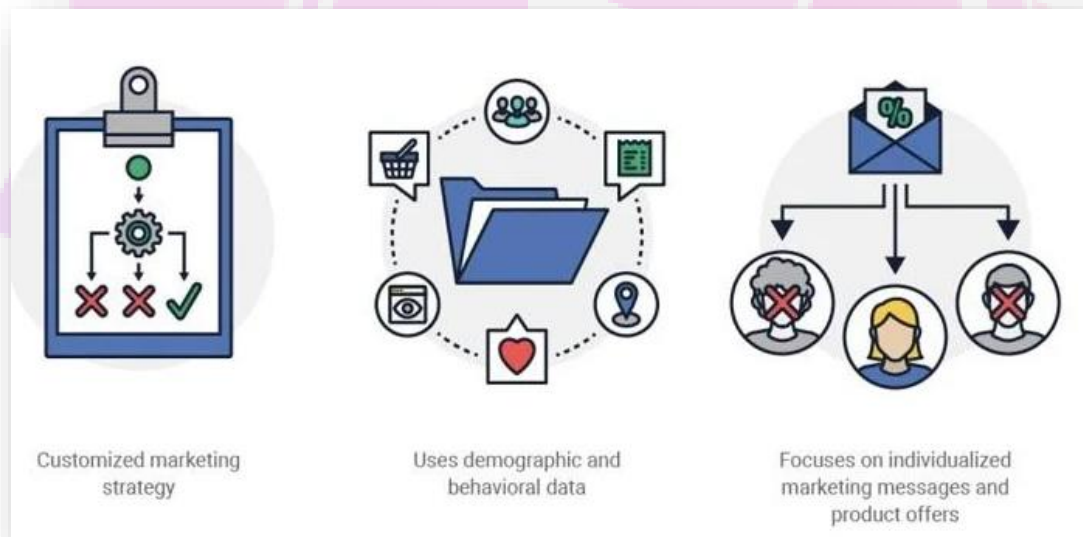 %
Customized marketing
strategy
Uses demographic and
behavioral data
Focuses on individualized
marketing messages and
product offers